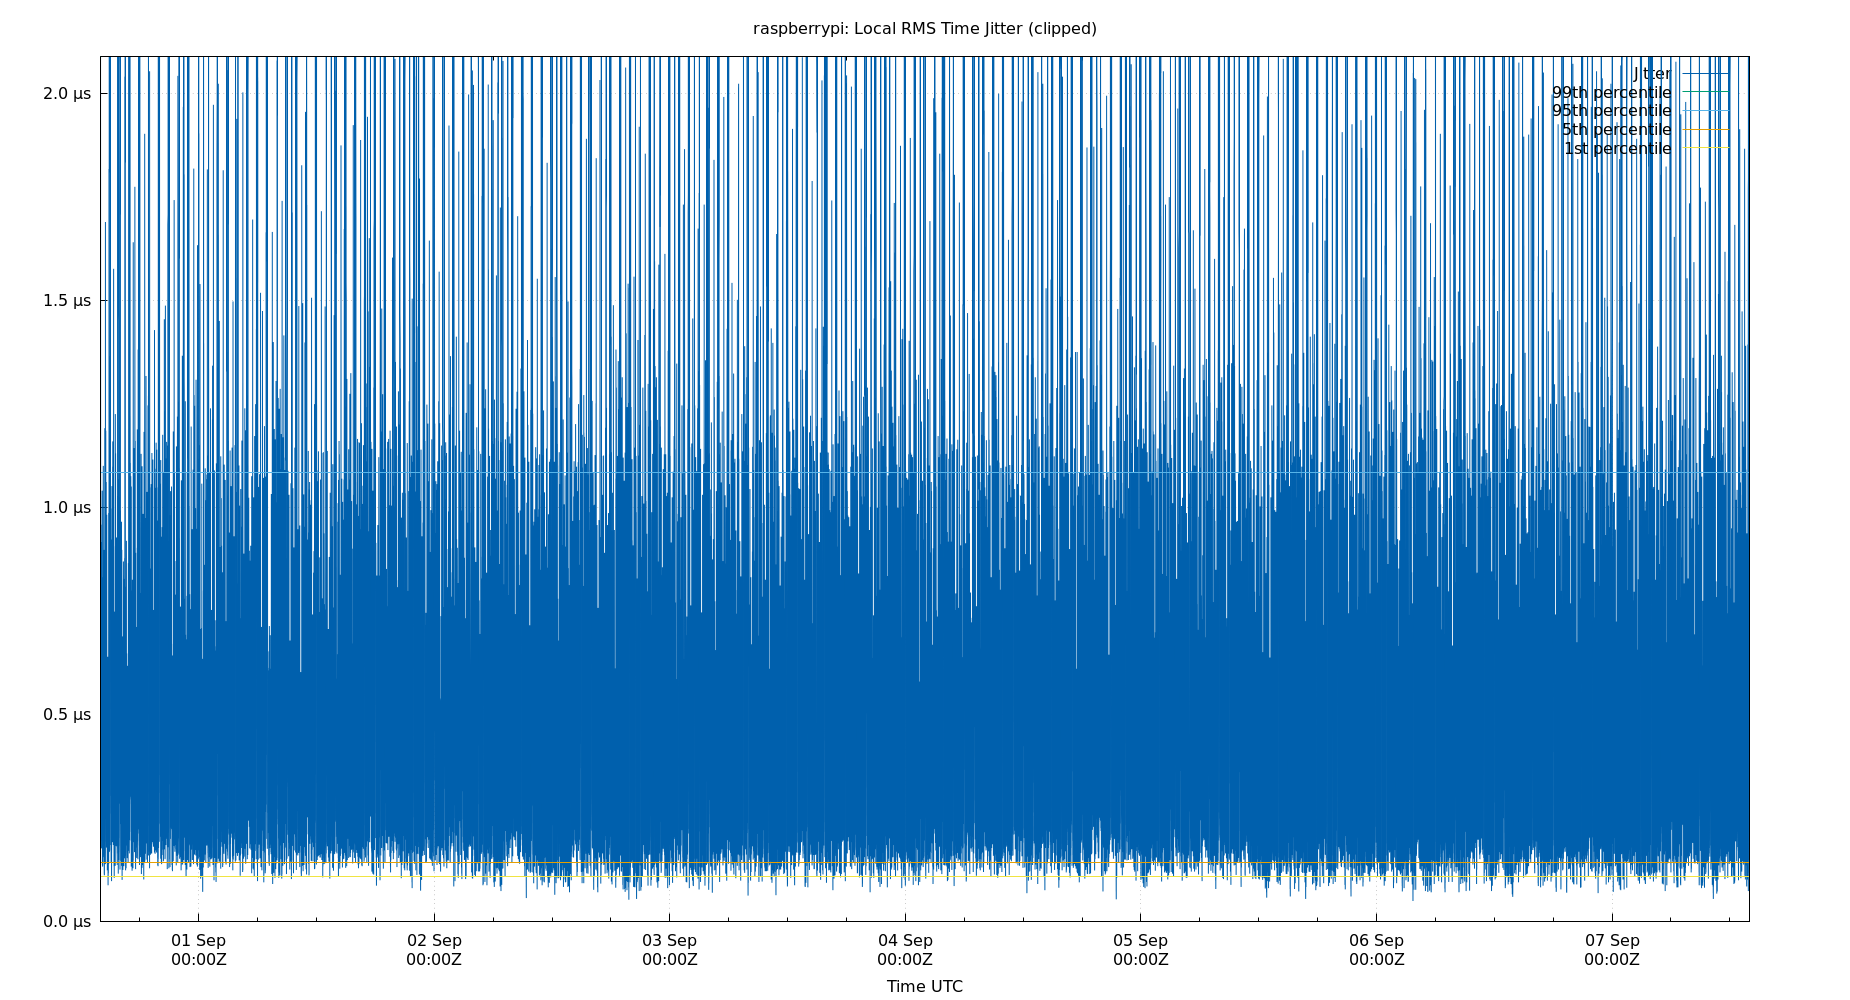 raspberrypi: Local RMS Time Jitter (clipped)
Jitter
99th percentile
95th percentile
5th percentile
1st percentile
2.0 µs
1.5 µs
1.0 µs
0.5 µs
0.0 µs
01 Sep 02 Sep 03 Sep 04 Sep 05 Sep 06 Sep 07 Sep
00:00Z 00:00Z 00:00Z 00:00Z 00:00Z 00:00Z 00:00Z
Time UTC